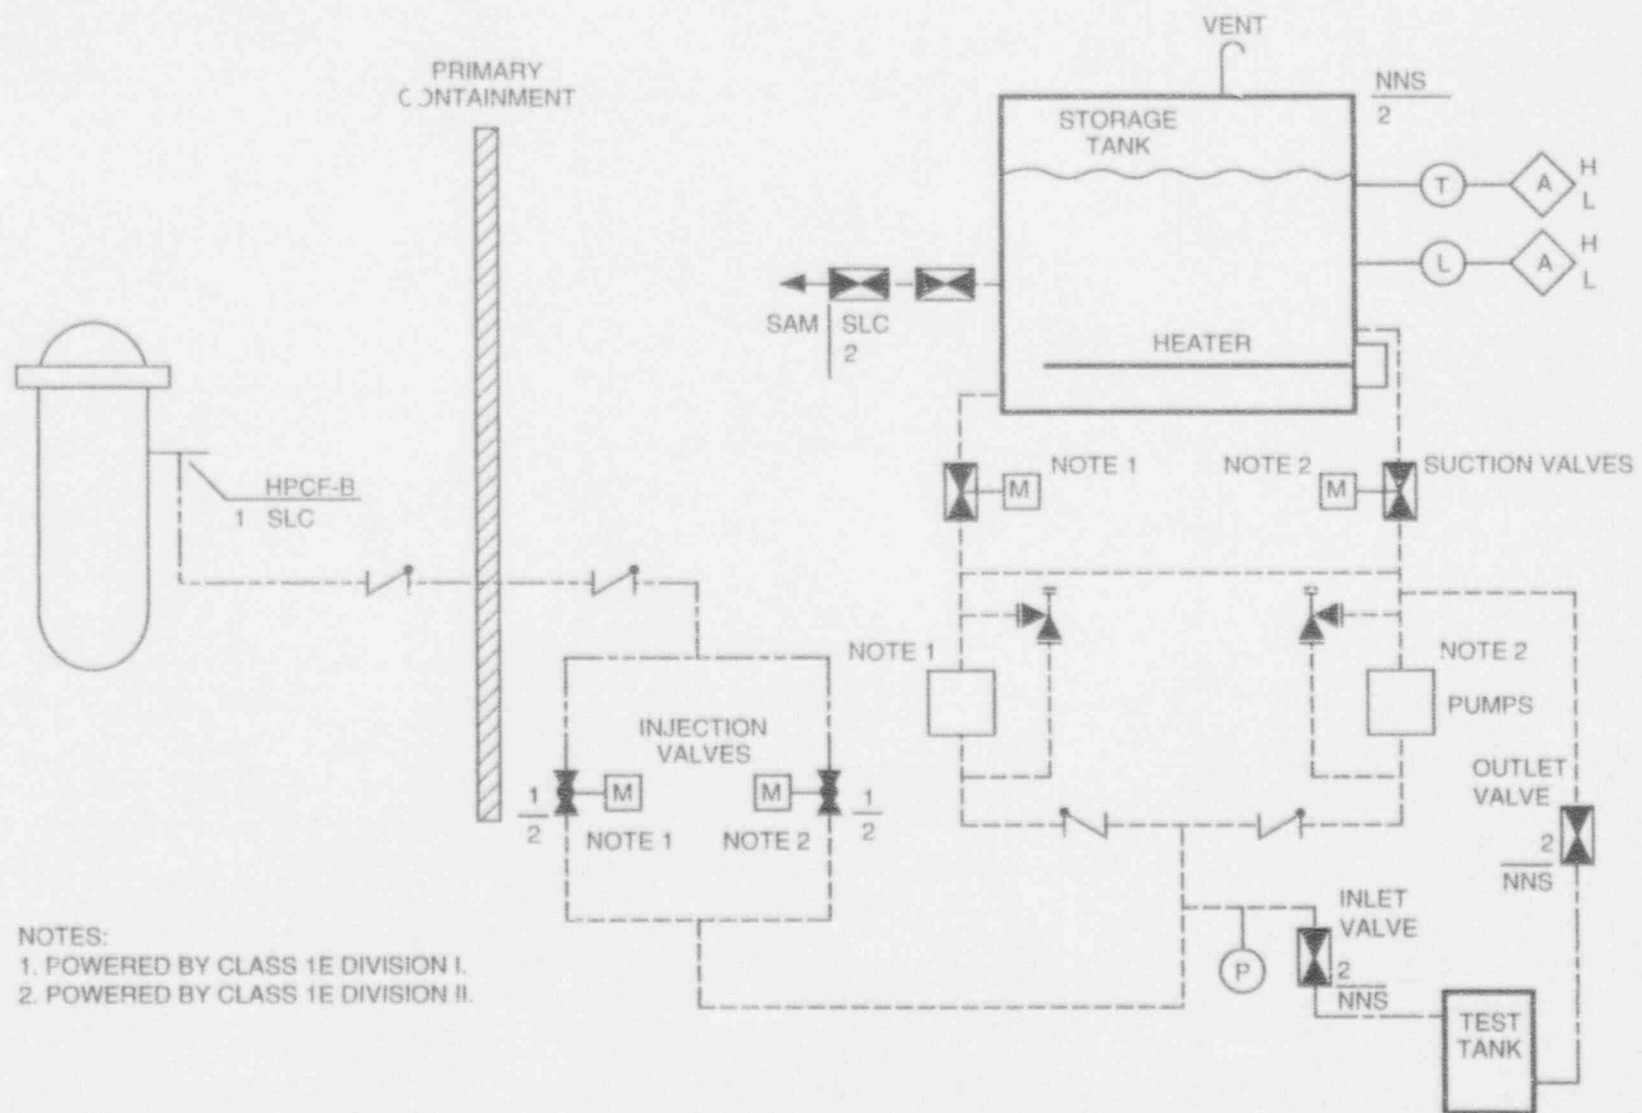 VENT
PRIMARY
CONTAINMENT
NNS
2
STORAGE
TANK
T
A
H
L
L
A
H
L
SAM
SLC
2
HEATER
NOTE 1
NOTE 2
SUCTION VALVES
M
M
HPCF-B
1 SLC
NOTE 1
NOTE 2
PUMPS
INJECTION
VALVES
OUTLET
VALVE
1
2
M
M
1
2
NOTE 1
NOTE 2
2
NNS
INLET
VALVE
P
2
NNS
TEST
TANK
NOTES:
1. POWERED BY CLASS 1E DIVISION I.
2. POWERED BY CLASS 1E DIVISION II.